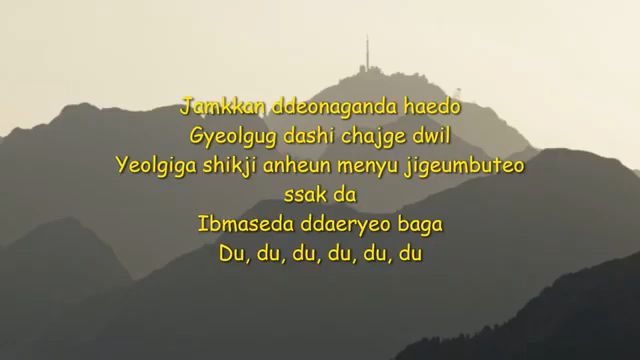 Jamkkan ddeonaganda haedo
Gyeolgug dashi chajge dwil
Yeolgiga shikji anheun menyu jigeumbuteo
ssak da
Ibmaseda ddaeryeo baga
Du, du, du, du, du, du